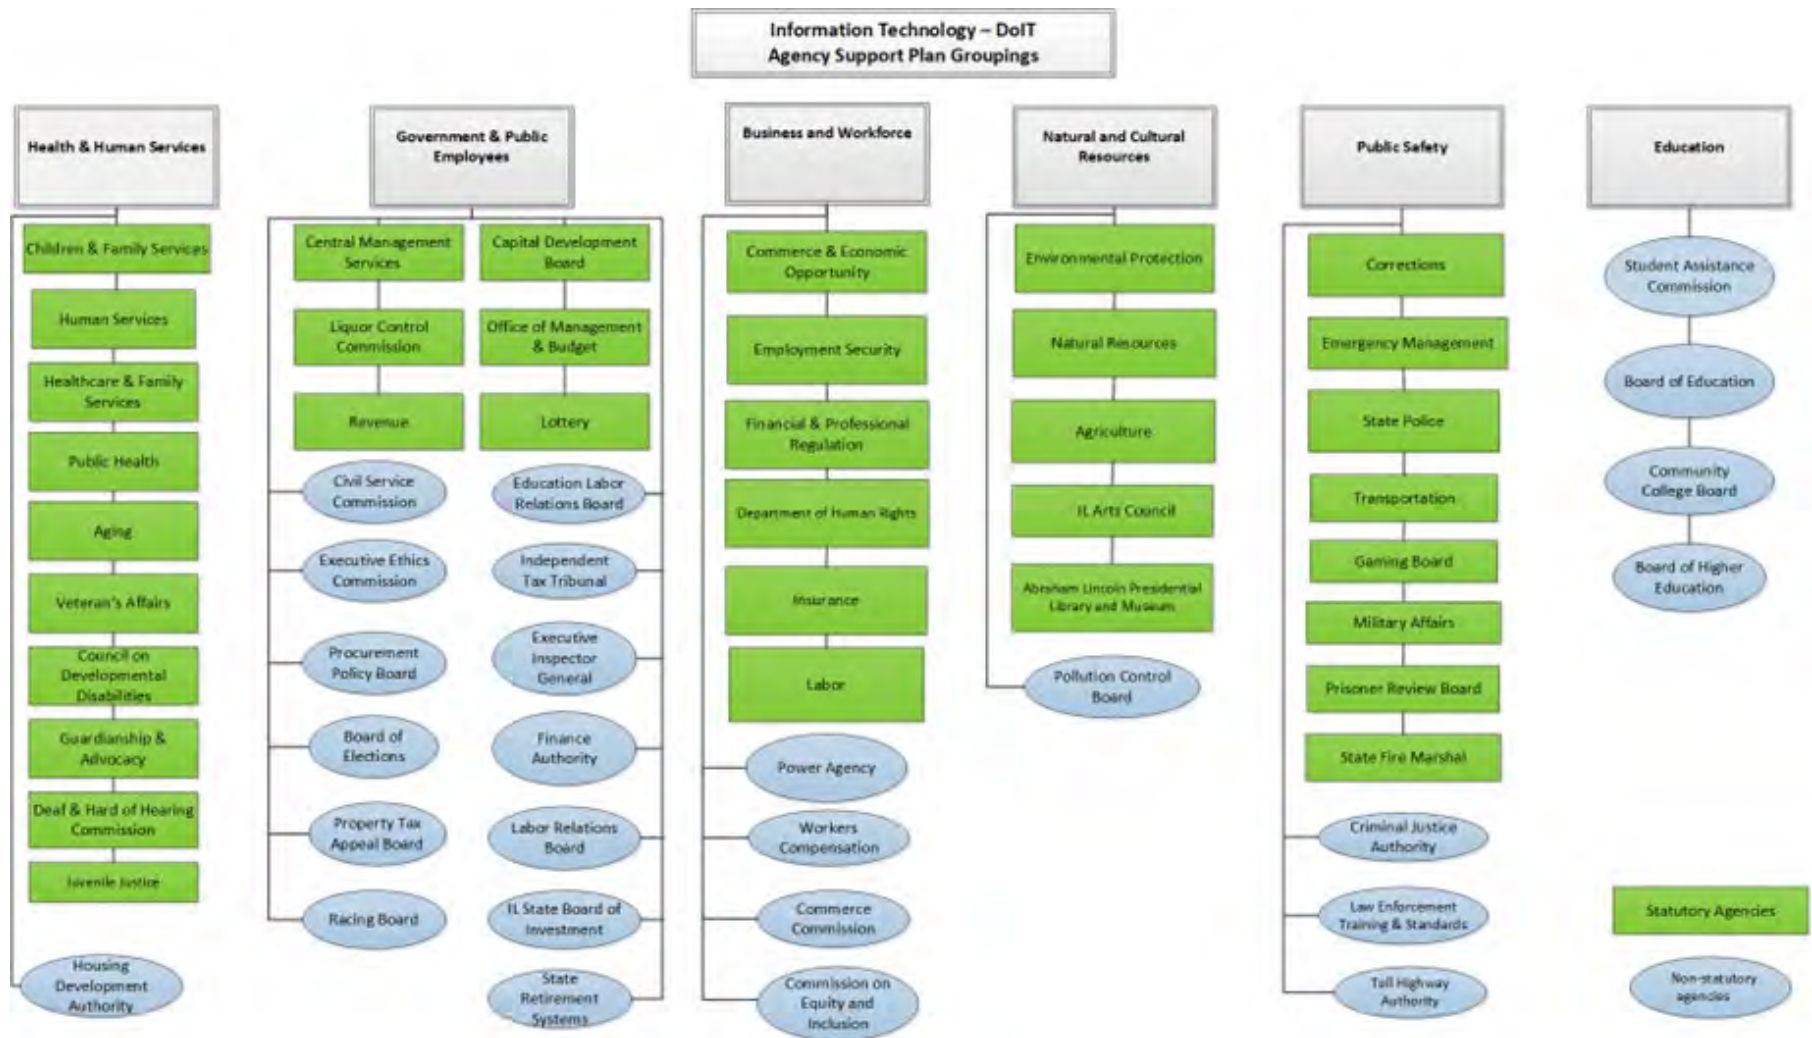 Information Technology – DoIT
Agency Support Plan Groupings
Health & Human Services
Children & Family Services
Human Services
Healthcare & Family
Services
Public Health
Aging
Veteran's Affairs
Council on
Developmental
Disabilities
Guardianship &
Advocacy
Deaf & Hard of Hearing
Commission
Juvenile Justice
Housing
Development
Authority
Government & Public
Employees
Central Management
Services
Liquor Control
Commission
Revenue
Civil Service
Commission
Executive Ethics
Commission
Procurement
Policy Board
Board of
Elections
Property Tax
Appeal Board
Racing Board
Capital Development
Board
Office of Management
& Budget
Lottery
Education Labor
Relations Board
Independent
Tax Tribunal
Executive
Inspector
General
Finance
Authority
Labor Relations
Board
IL State Board of
Investment
State
Retirement
Systems
Business and Workforce
Commerce & Economic
Opportunity
Employment Security
Financial & Professional
Regulation
Department of Human Rights
Insurance
Labor
Power Agency
Workers
Compensation
Commerce
Commission
Commission on
Equity and
Inclusion
Natural and Cultural
Resources
Environmental Protection
Natural Resources
Agriculture
IL Arts Council
Abraham Lincoln Presidential
Library and Museum
Pollution Control
Board
Public Safety
Corrections
Emergency Management
State Police
Transportation
Gaming Board
Military Affairs
Prisoner Review Board
State Fire Marshal
Criminal Justice
Authority
Law Enforcement
Training & Standards
Toll Highway
Authority
Education
Student Assistance
Commission
Board of Education
Community
College Board
Board of Higher
Education
Statutory Agencies
Non-statutory
agencies